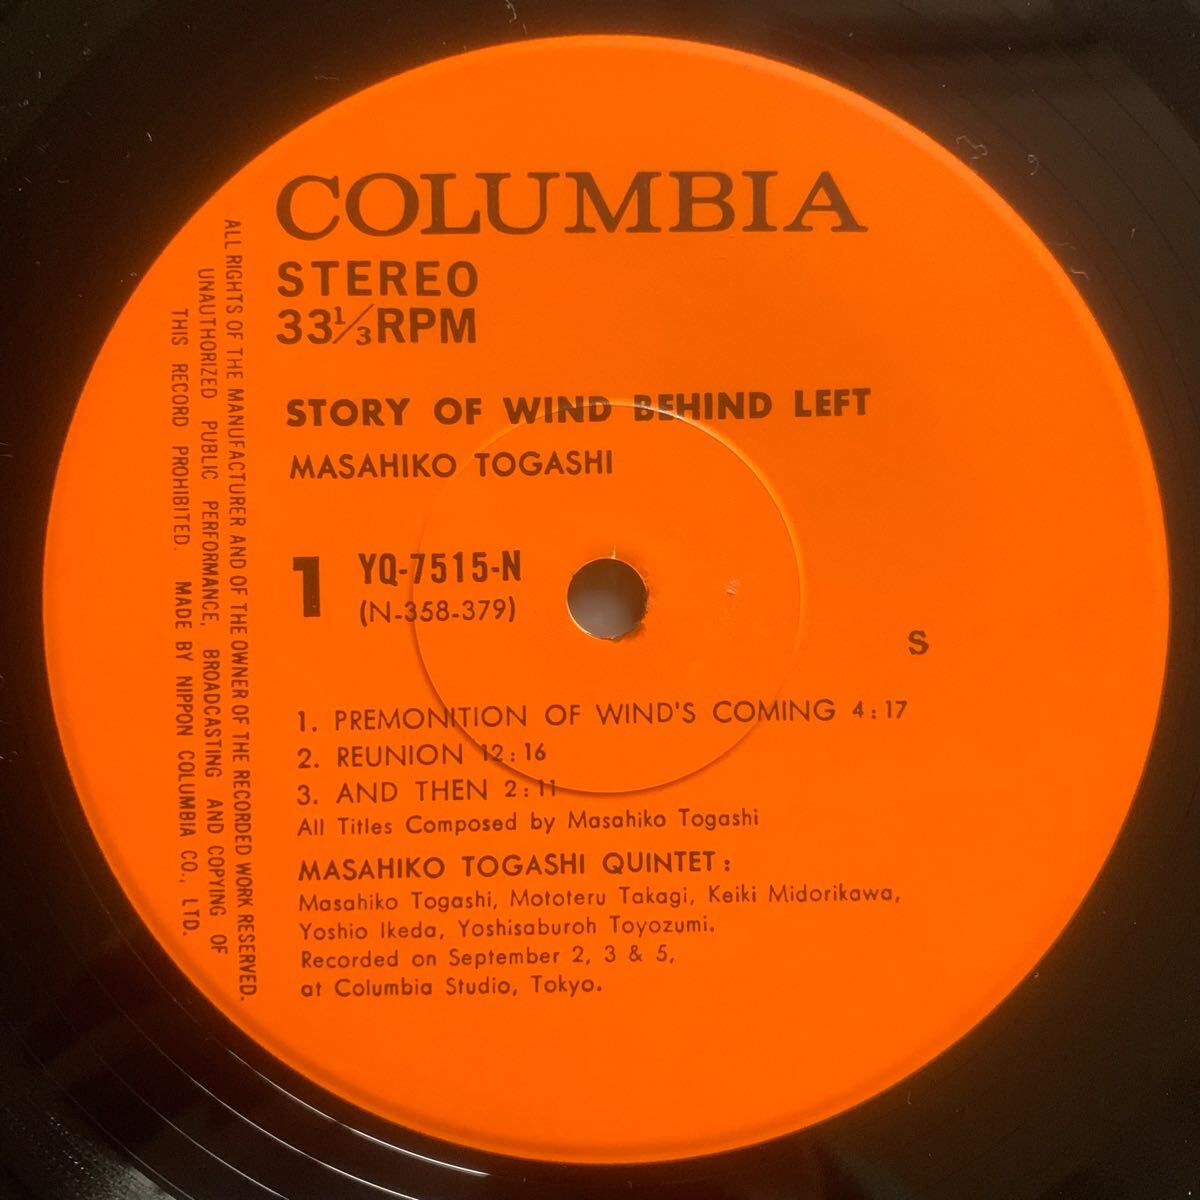 COLUMBIA
STEREO
33 1/3 RPM
STORY OF WIND BEHIND LEFT
MASAHIKO TOGASHI
1 YQ-7515-N
(N-358-379)
S
1. PREMONITION OF WIND'S COMING 4:17
2. REUNION 12:16
3. AND THEN 2:11
All Titles Composed by Masahiko Togashi
MASAHIKO TOGASHI QUINTET:
Masahiko Togashi, Mototeru Takagi, Keiki Midorikawa,
Yoshio Ikeda, Yoshisaburoh Toyozumi.
Recorded on September 2, 3 & 5,
at Columbia Studio, Tokyo.
ALL RIGHTS OF THE MANUFACTURER AND OF THE OWNER OF THE RECORDED WORK RESERVED.
UNAUTHORIZED PUBLIC PERFORMANCE, BROADCASTING AND COPYING OF
THIS RECORD PROHIBITED. MADE BY NIPPON COLUMBIA CO., LTD.